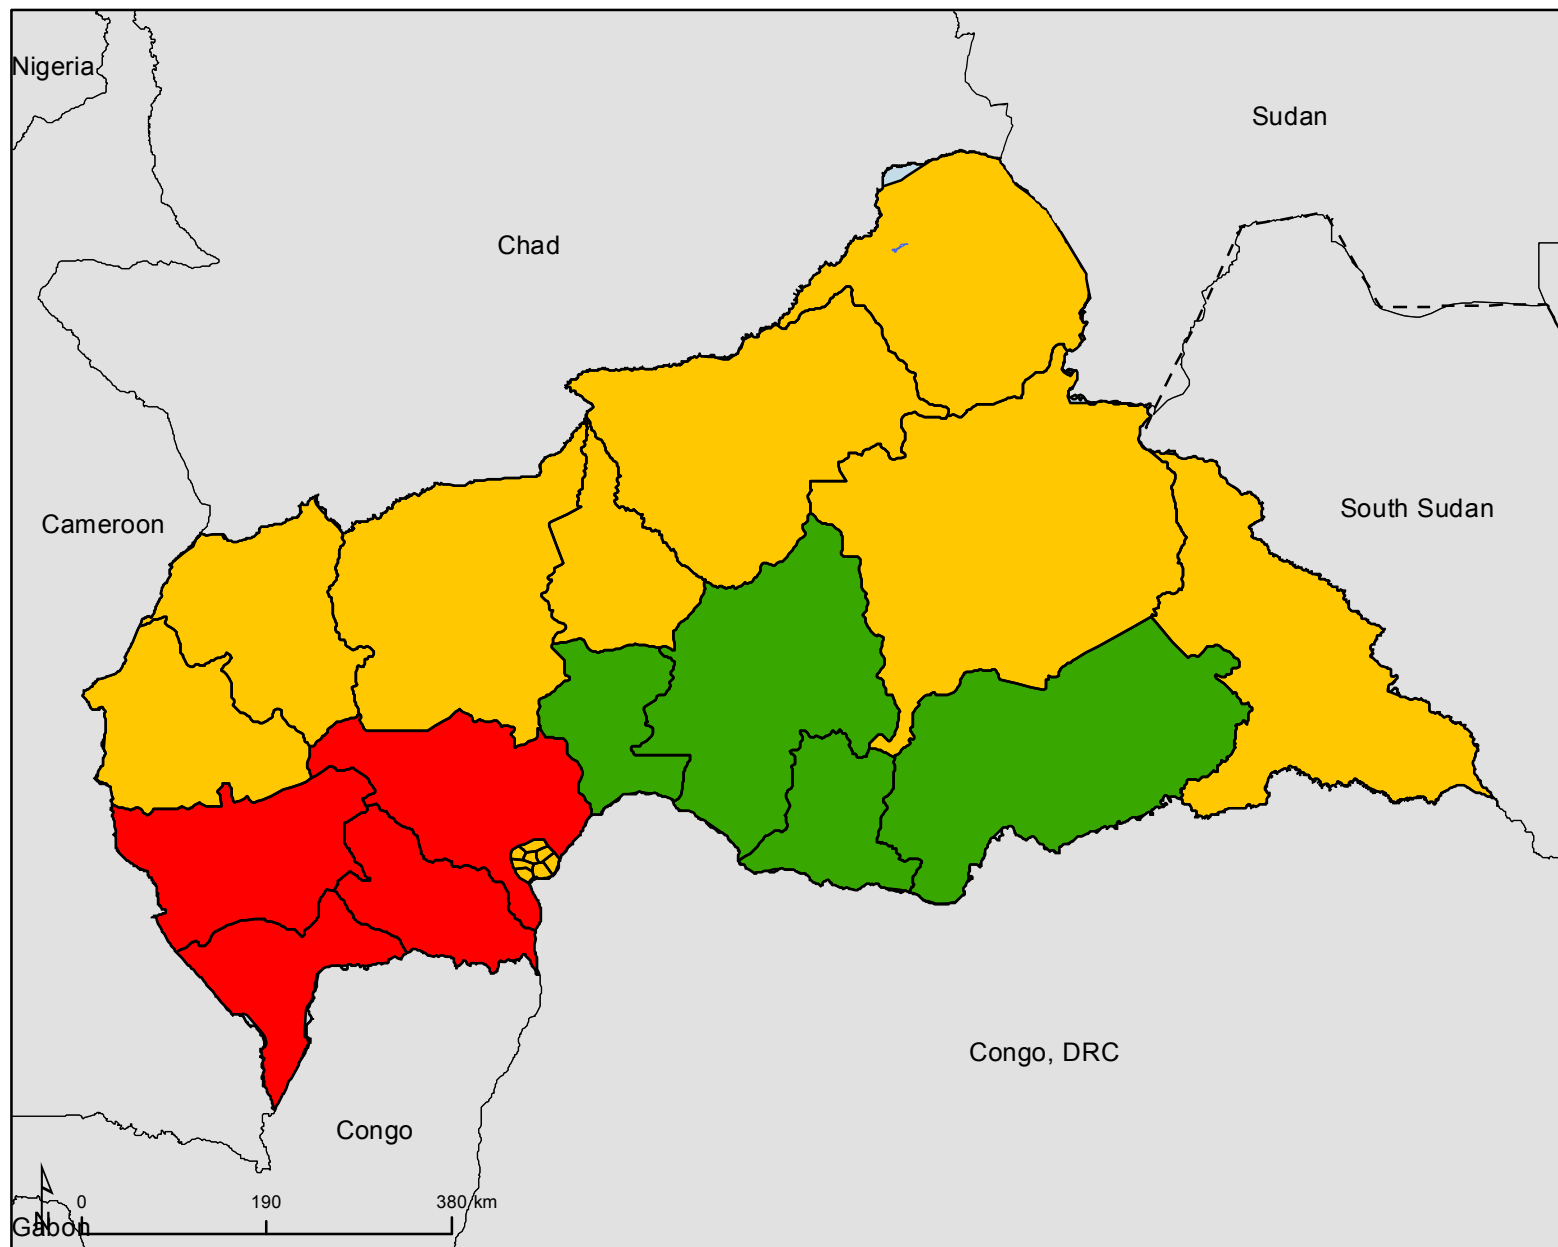 Nigeria
Sudan
Chad
South Sudan
Cameroon
Congo, DRC
Congo
0 190 380 km
N
Gabon